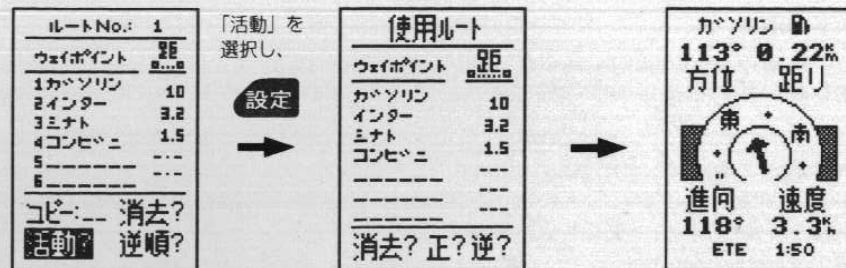 ルートNo.: 1
ウェイポイント 距
1ガソリン 10
2インター 3.2
3ミナト 1.5
4コンビニ ---
5------ ---
6------
コピー:__ 消去?
活動? 逆順?
「活動」を
選択し、
設定
使用ルート
ウェイポイント 距
ガソリン 10
インター 3.2
ミナト 1.5
コンビニ ---
------ ---
------ ---
------
消去? 正? 逆?
ガソリン
113° 0.22km
方位 距リ
東 南
進向 速度
118° 3.3
ETE 1:50